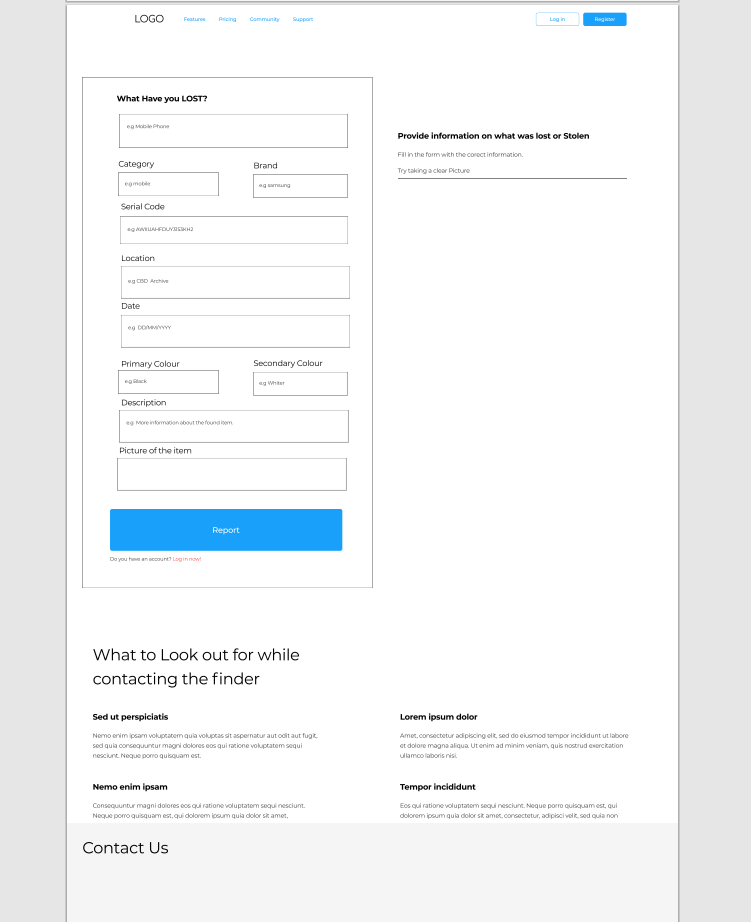 LOGO Features Pricing Community Support Log in Register
What Have you LOST?
e.g Mobile Phone
Category Brand
e.g mobile e.g samsung
Serial Code
Location
e.g CBD Archive
Date
e.g DD/MM/YYYY
Primary Colour Secondary Colour
e.g Black e.g Whiter
Description
e.g More information about the found item.
Picture of the item
Report
Do you have an account? Log in now!
Provide information on what was lost or Stolen
Fill in the form with the corect information.
Try taking a clear Picture
What to Look out for while
contacting the finder
Sed ut perspiciatis
Nemo enim ipsam voluptatem quia voluptas sit aspernatur aut odit aut fugit,
sed quia consequuntur magni dolores eos qui ratione voluptatem sequi
nesciunt. Neque porro quisquam est.
Lorem ipsum dolor
Amet, consectetur adipiscing elit, sed do eiusmod tempor incididunt ut labore
et dolore magna aliqua. Ut enim ad minim veniam, quis nostrud exercitation
ullamco laboris nisi.
Nemo enim ipsam
Consequuntur magni dolores eos qui ratione voluptatem sequi nesciunt.
Neque porro quisquam est, qui dolorem ipsum quia dolor sit amet,
Tempor incididunt
Eos qui ratione voluptatem sequi nesciunt. Neque porro quisquam est, qui
dolorem ipsum quia dolor sit amet, consectetur, adipisci velit, sed quia non
Contact Us